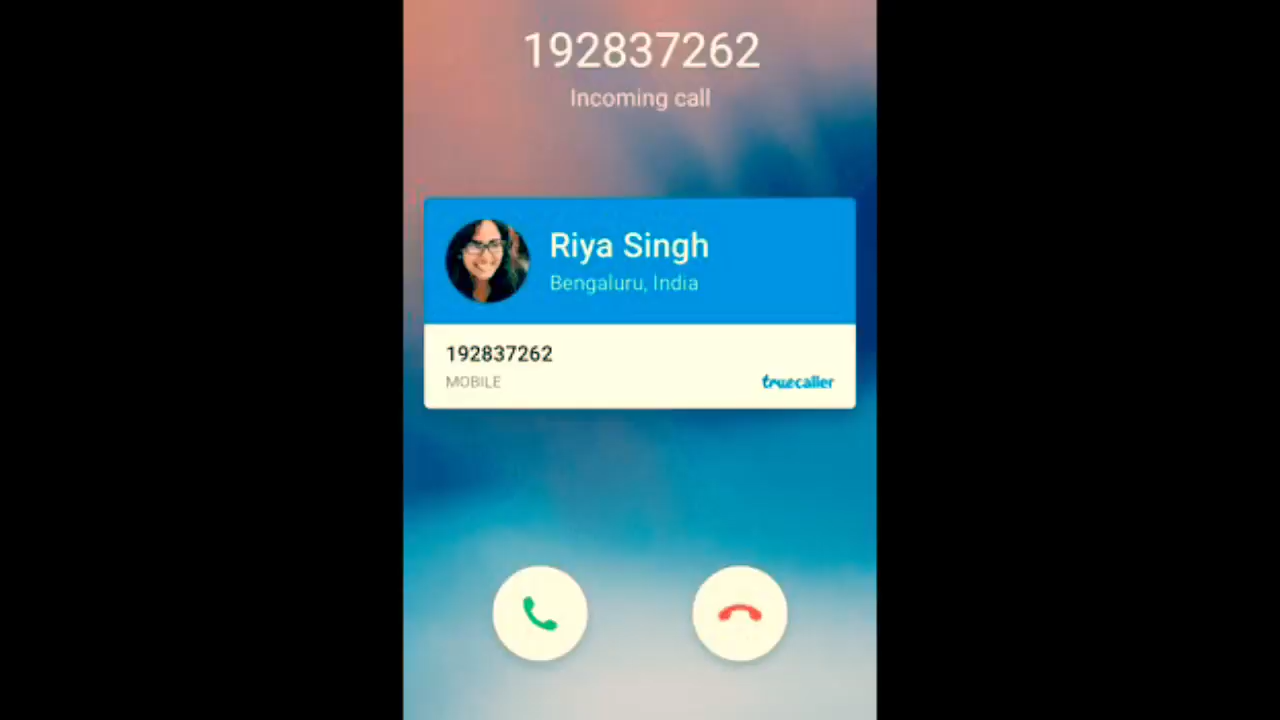 192837262
Incoming call
Riya Singh
Bengaluru, India
192837262
MOBILE
truecaller